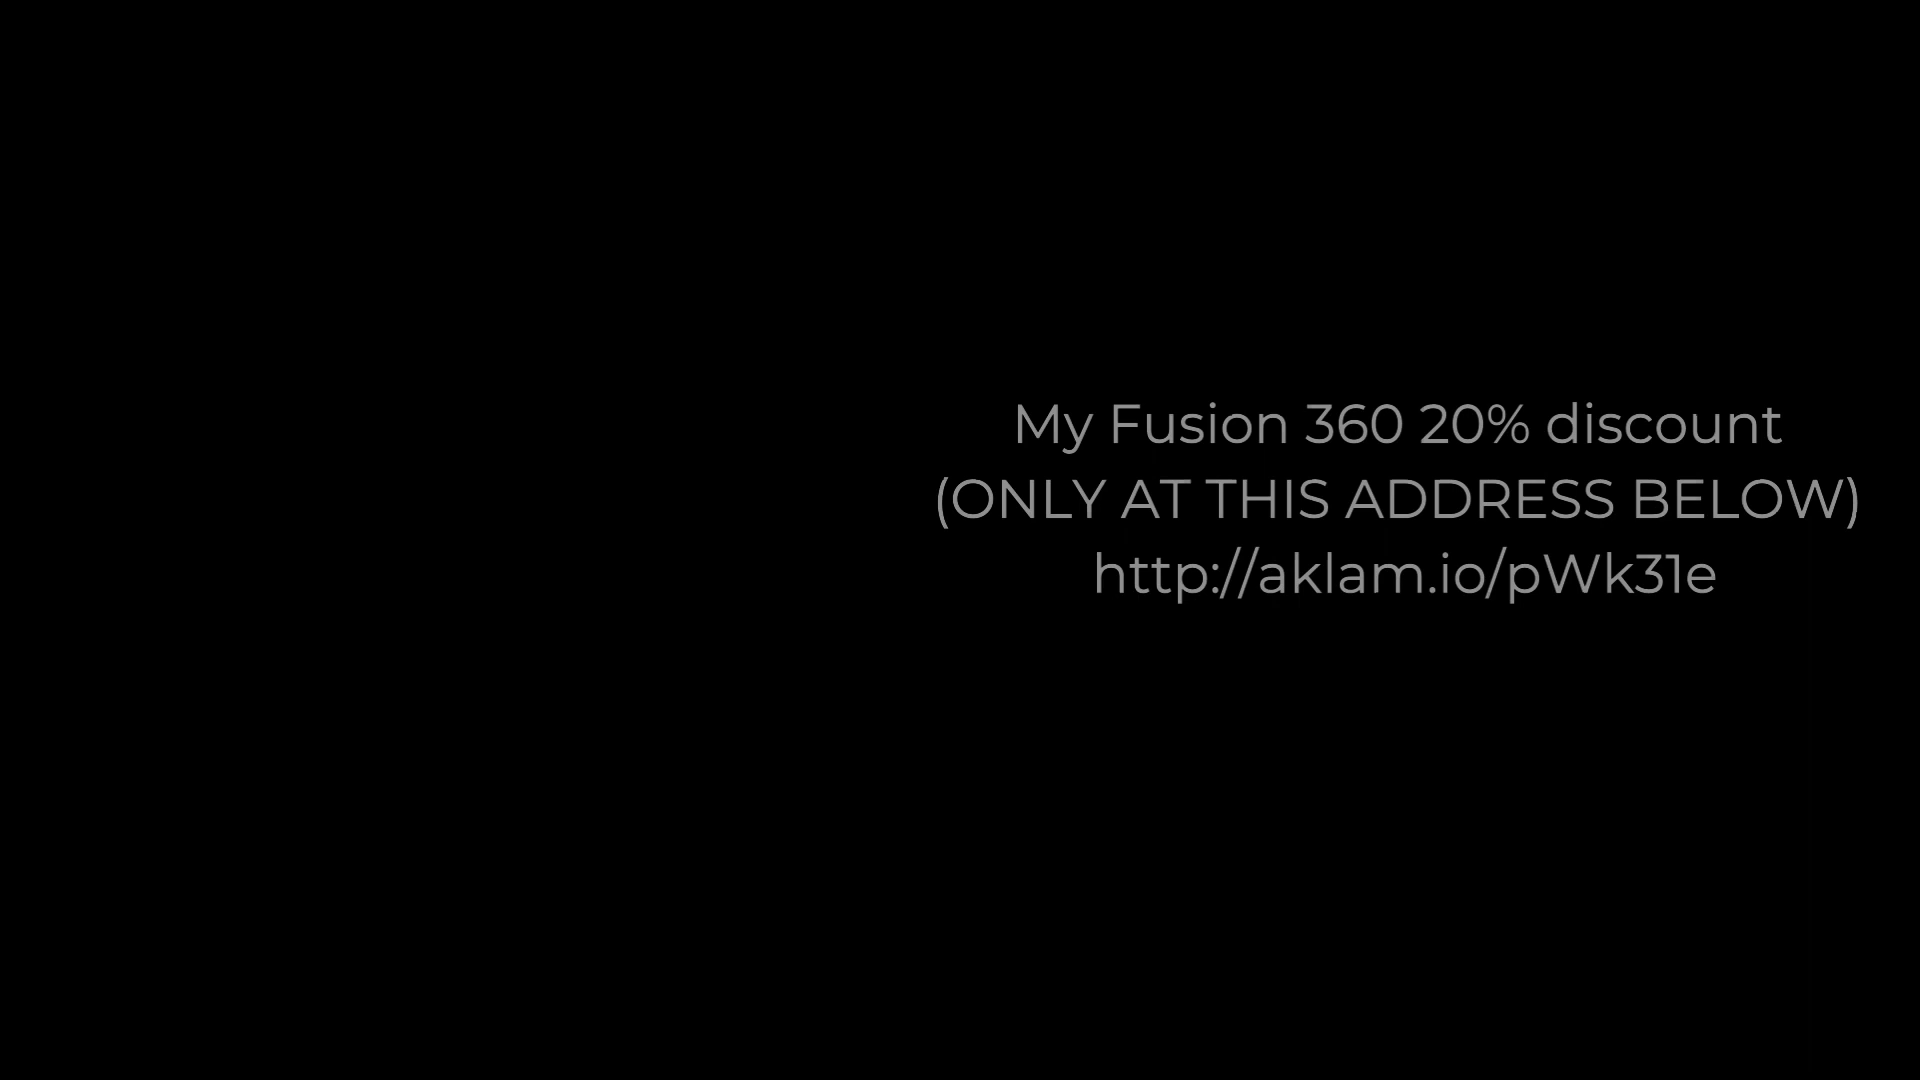 My Fusion 360 20% discount
(ONLY AT THIS ADDRESS BELOW)
http://aklam.io/pWk31e